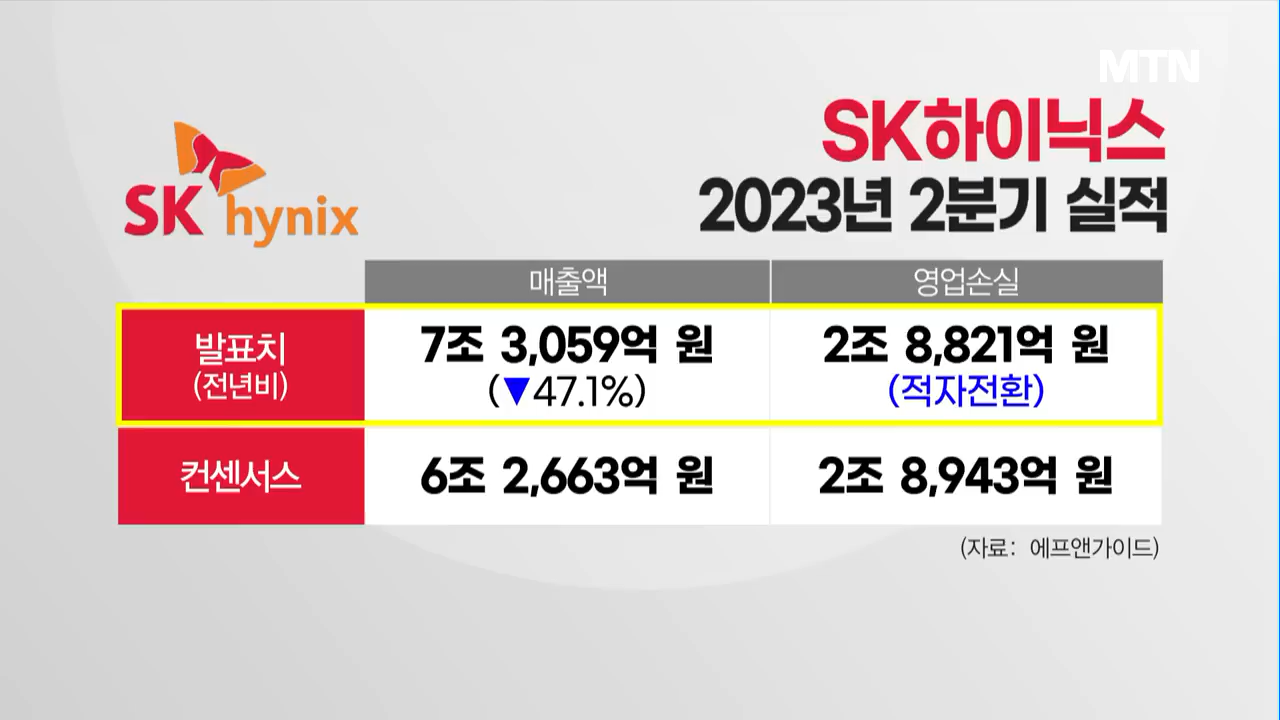 MTN
SK hynix
SK하이닉스
2023년 2분기 실적
매출액 영업손실
발표치 7조 3,059억 원 2조 8,821억 원
(전년비) (▼47.1%) (적자전환)
컨센서스 6조 2,663억 원 2조 8,943억 원
(자료: 에프앤가이드)